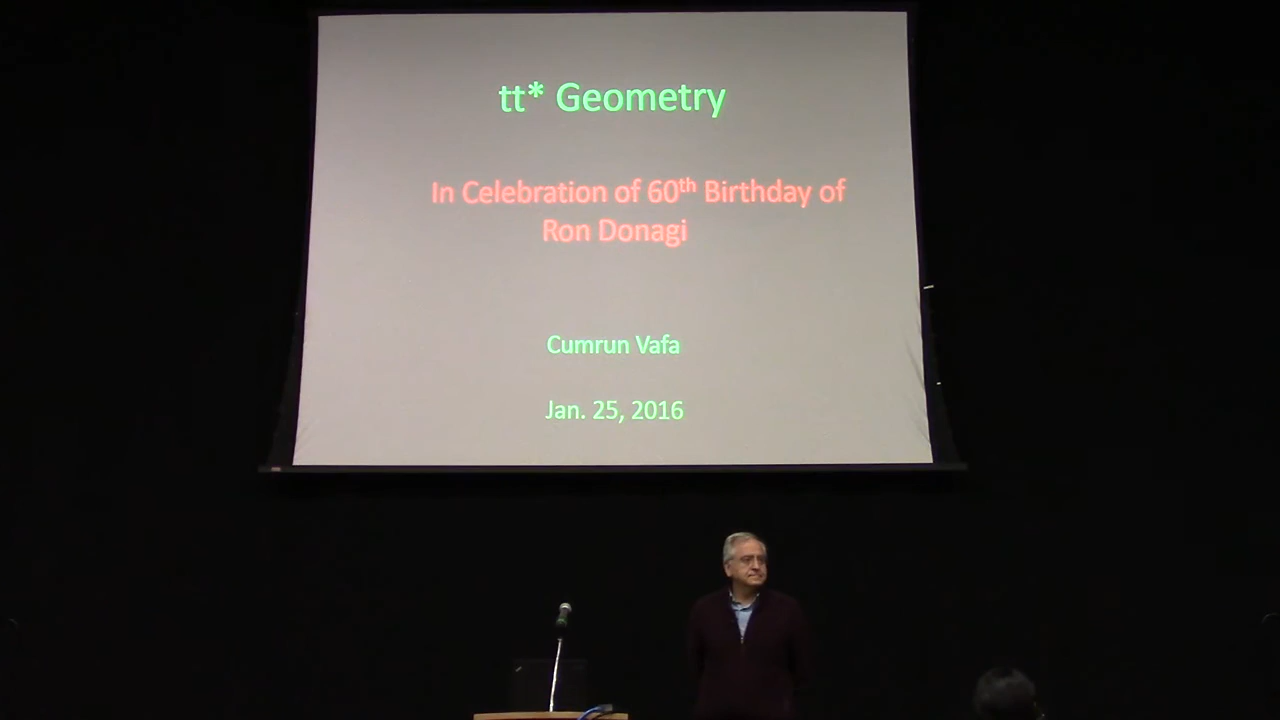 tt* Geometry
In Celebration of 60th Birthday of
Ron Donagi
Cumrun Vafa
Jan. 25, 2016